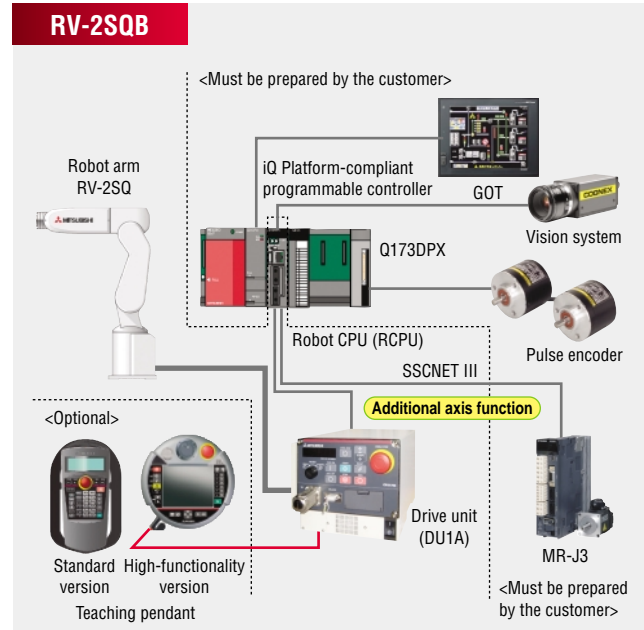 RV-2SQB
<Must be prepared by the customer>
Robot arm
RV-2SQ
MITSUBISHI
iQ Platform-compliant
programmable controller
GOT
COGNEX
Vision system
Q173DPX
Pulse encoder
Robot CPU (RCPU)
SSCNET III
Additional axis function
<Optional>
Drive unit
(DU1A)
MR-J3
Standard
version
High-functionality
version
Teaching pendant
<Must be prepared
by the customer>